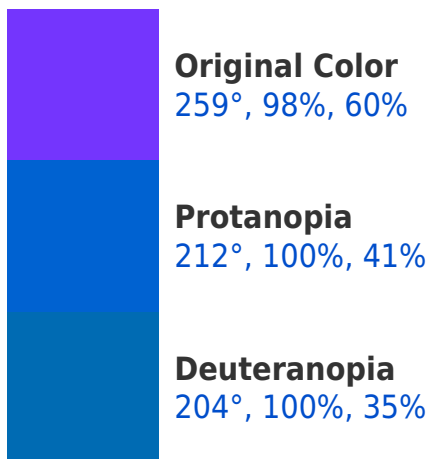 Original Color
259°, 98%, 60%
Protanopia
212°, 100%, 41%
Deuteranopia
204°, 100%, 35%